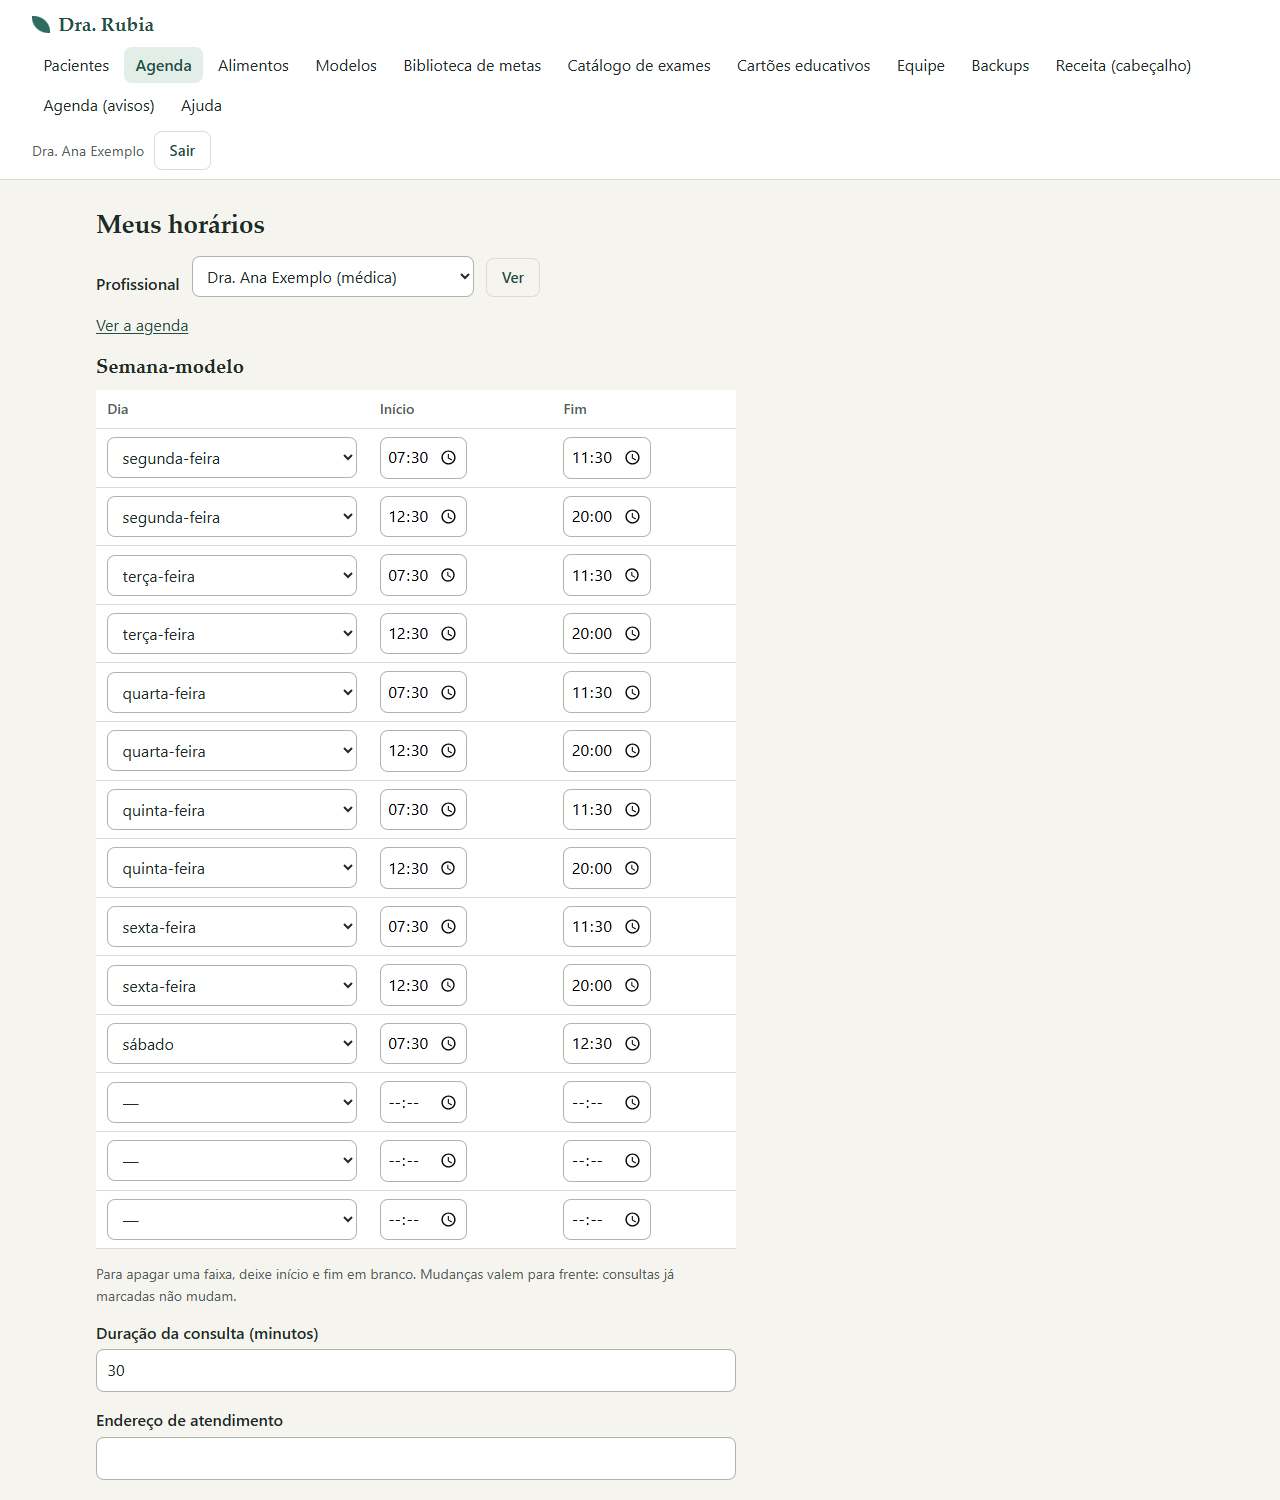 Dra. Rubia
Pacientes Agenda Alimentos Modelos Biblioteca de metas Catálogo de exames Cartões educativos Equipe Backups Receita (cabeçalho)
Agenda (avisos) Ajuda
Dra. Ana Exemplo Sair
Meus horários
Profissional Dra. Ana Exemplo (médica) Ver
Ver a agenda
Semana-modelo
Dia Início Fim
segunda-feira 07:30 11:30
segunda-feira 12:30 20:00
terça-feira 07:30 11:30
terça-feira 12:30 20:00
quarta-feira 07:30 11:30
quarta-feira 12:30 20:00
quinta-feira 07:30 11:30
quinta-feira 12:30 20:00
sexta-feira 07:30 11:30
sexta-feira 12:30 20:00
sábado 07:30 12:30
— --:-- --:--
— --:-- --:--
— --:-- --:--
Para apagar uma faixa, deixe início e fim em branco. Mudanças valem para frente: consultas já
marcadas não mudam.
Duração da consulta (minutos)
30
Endereço de atendimento